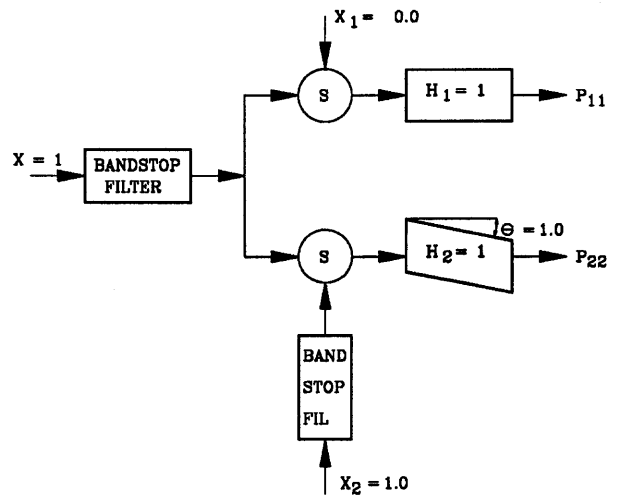 X₁ = 0.0
S
H₁ = 1
P₁₁
X = 1
BANDSTOP
FILTER
Θ = 1.0
S
H₂ = 1
P₂₂
BAND
STOP
FIL
X₂ = 1.0